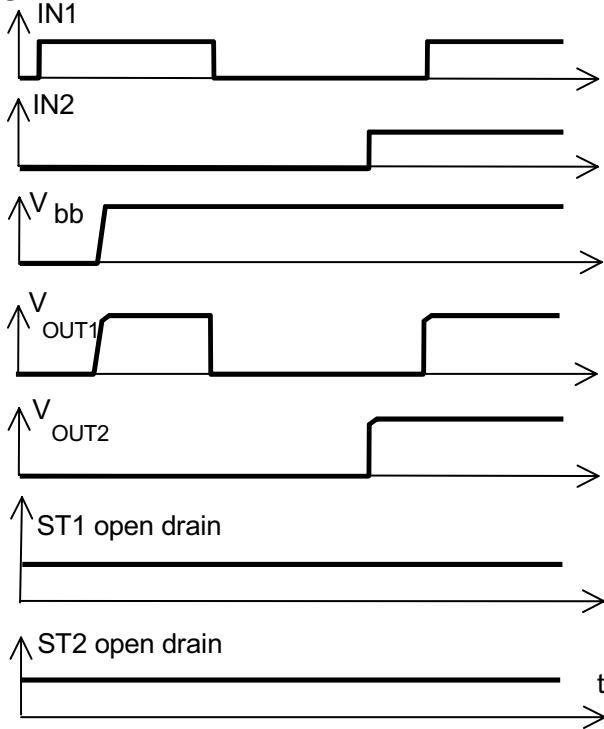 IN1
IN2
V bb
V OUT1
V OUT2
ST1 open drain
ST2 open drain
t